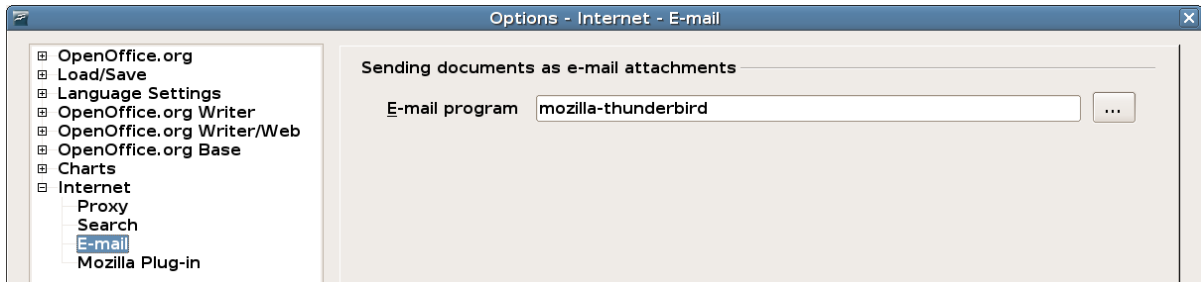 Options - Internet - E-mail
OpenOffice.org
Load/Save
Language Settings
OpenOffice.org Writer
OpenOffice.org Writer/Web
OpenOffice.org Base
Charts
Internet
Proxy
Search
E-mail
Mozilla Plug-in
Sending documents as e-mail attachments
E-mail program mozilla-thunderbird ...